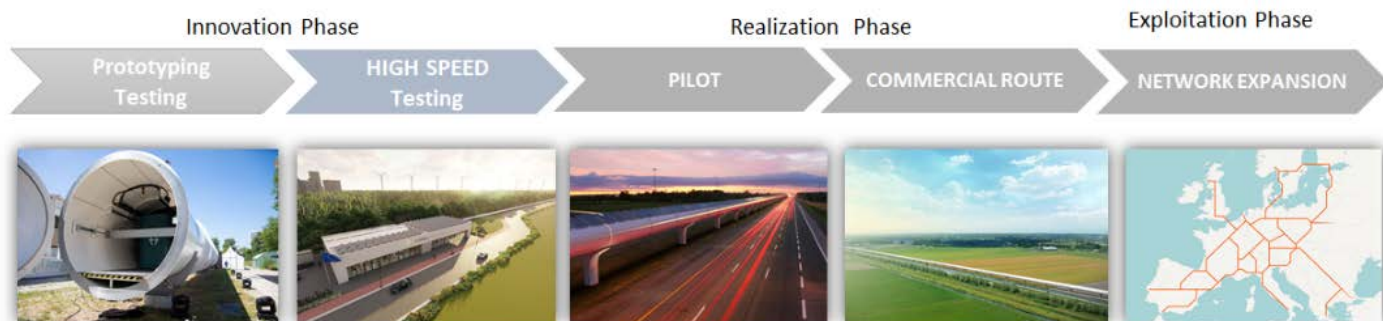 Innovation Phase
Realization Phase
Exploitation Phase
Prototyping
Testing
HIGH SPEED
Testing
PILOT
COMMERCIAL ROUTE
NETWORK EXPANSION